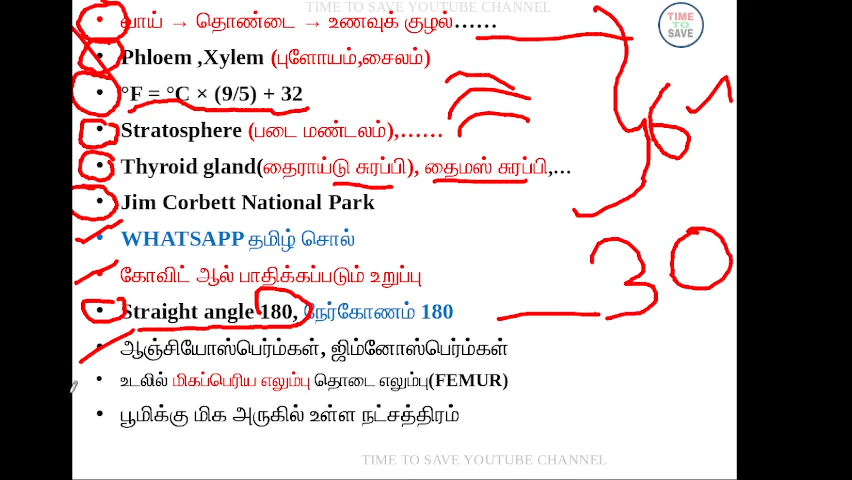 TIME TO SAVE YOUTUBE CHANNEL
• வாய் → தொண்டை → உணவுக் குழல்......
• Phloem ,Xylem (புளோயம்,சைலம்)
• °F = °C × (9/5) + 32
• Stratosphere (படை மண்டலம்),......
• Thyroid gland(தைராய்டு சுரப்பி), தைமஸ் சுரப்பி,...
• Jim Corbett National Park
• WHATSAPP தமிழ் சொல்
• கோவிட் ஆல் பாதிக்கப்படும் உறுப்பு
• Straight angle 180, நேர்கோணம் 180
• ஆஞ்சியோஸ்பெர்ம்கள், ஜிம்னோஸ்பெர்ம்கள்
• உடலில் மிகப்பெரிய எலும்பு தொடை எலும்பு(FEMUR)
• பூமிக்கு மிக அருகில் உள்ள நட்சத்திரம்
TIME TO SAVE
30
TIME TO SAVE YOUTUBE CHANNEL